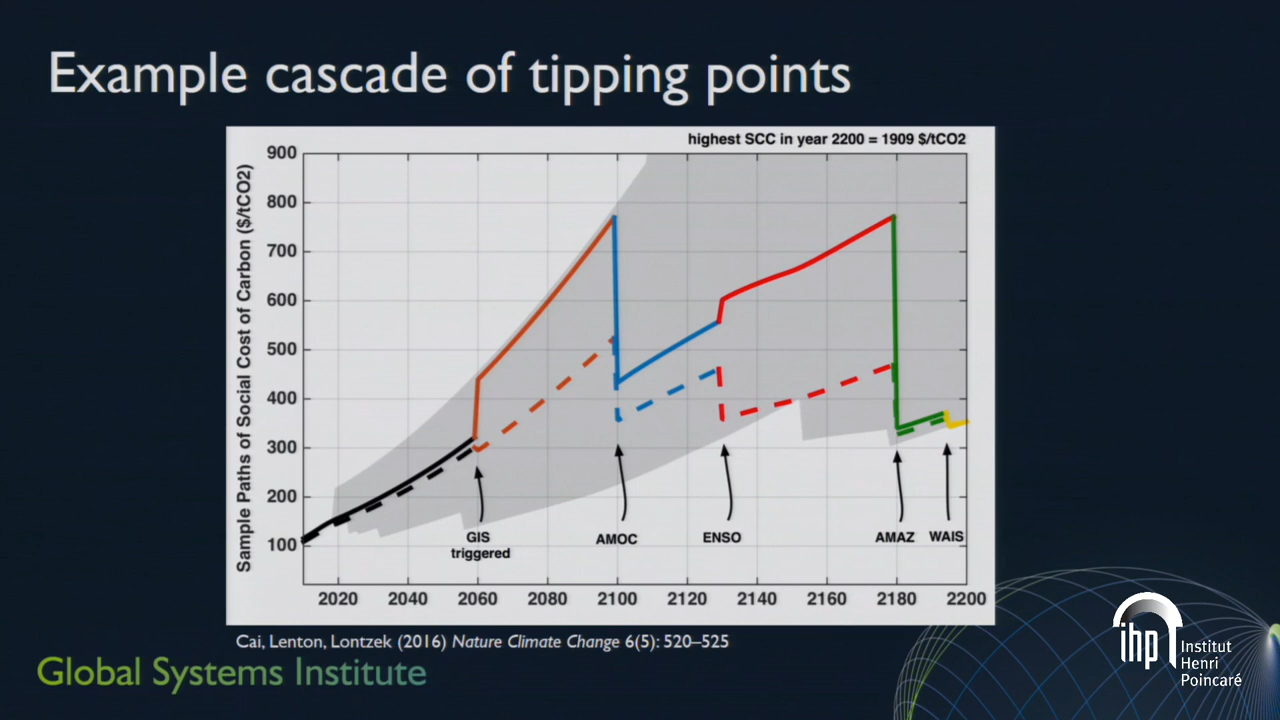 Example cascade of tipping points
highest SCC in year 2200 = 1909 $/tCO2
Sample Paths of Social Cost of Carbon ($/tCO2)
900
800
700
600
500
400
300
200
100
GIS
triggered
AMOC
ENSO
AMAZ
WAIS
2020 2040 2060 2080 2100 2120 2140 2160 2180 2200
Cai, Lenton, Lontzek (2016) Nature Climate Change 6(5): 520–525
Global Systems Institute
ihp
Institut
Henri
Poincaré